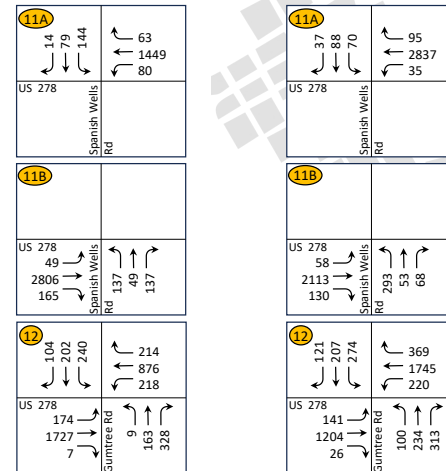 11A
14 79 144
63
1449
80
US 278
Spanish Wells
Rd
11A
37 88 70
95
2837
35
US 278
Spanish Wells
Rd
11B
US 278
49
2806
165
Spanish Wells
Rd
137 49 137
11B
US 278
58
2113
130
Spanish Wells
Rd
293 53 68
12
104 202 240
214
876
218
US 278
174
1727
7
Gumtree Rd
9 163 328
12
121 207 274
369
1745
220
US 278
141
1204
26
Gumtree Rd
100 234 313